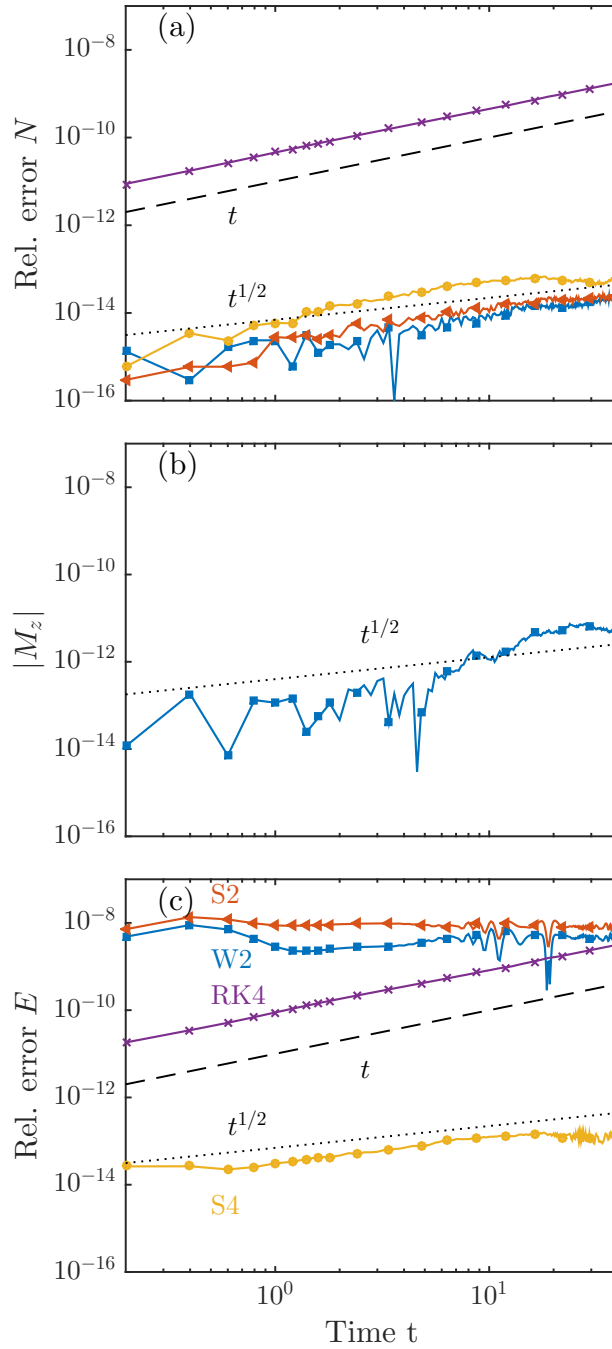 (a)
10^{-8}
10^{-10}
10^{-12}
10^{-14}
10^{-16}
Rel. error N
t
t^{1/2}
(b)
10^{-8}
10^{-10}
10^{-12}
10^{-14}
10^{-16}
|M_z|
t^{1/2}
(c)
S2
W2
RK4
10^{-8}
10^{-10}
10^{-12}
10^{-14}
10^{-16}
Rel. error E
t
t^{1/2}
S4
10^0
10^1
Time t